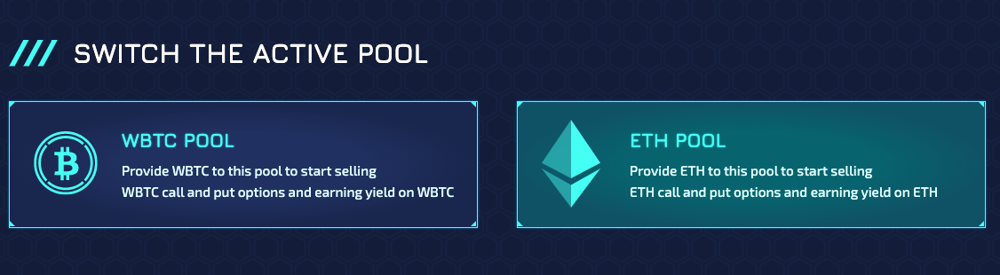 /// SWITCH THE ACTIVE POOL
WBTC POOL
Provide WBTC to this pool to start selling
WBTC call and put options and earning yield on WBTC
ETH POOL
Provide ETH to this pool to start selling
ETH call and put options and earning yield on ETH